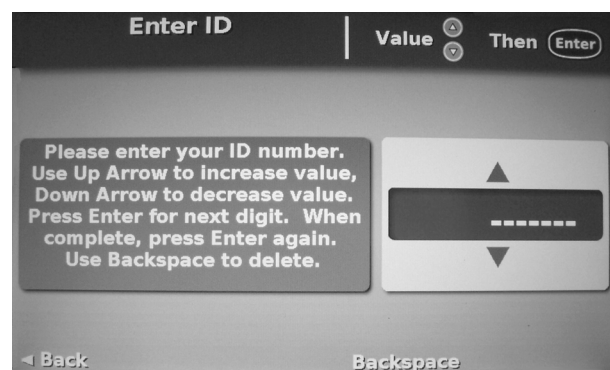 Enter ID
Value Then Enter
Please enter your ID number.
Use Up Arrow to increase value,
Down Arrow to decrease value.
Press Enter for next digit. When
complete, press Enter again.
Use Backspace to delete.
-------
◄ Back
Backspace